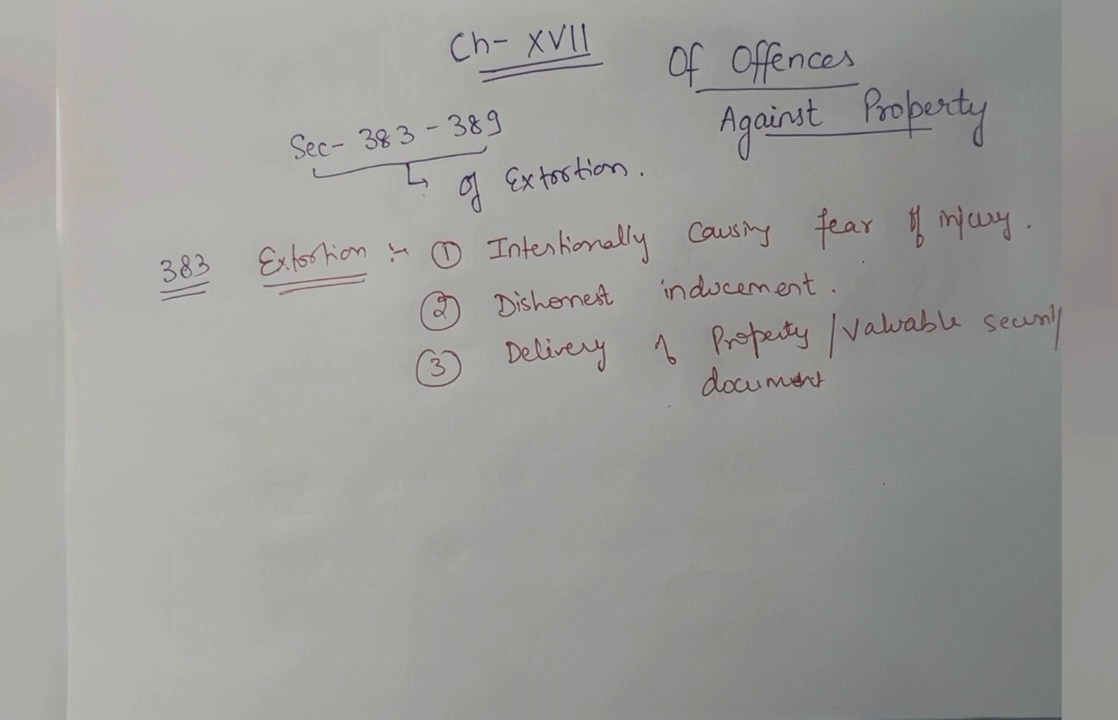 Ch- XVII
Of Offences
Against Property
Sec- 383 - 389
↳ of Extortion.
383 Extortion :- ① Intentionally causing fear of injury.
② Dishonest inducement.
③ Delivery of Property / Valuable security
document